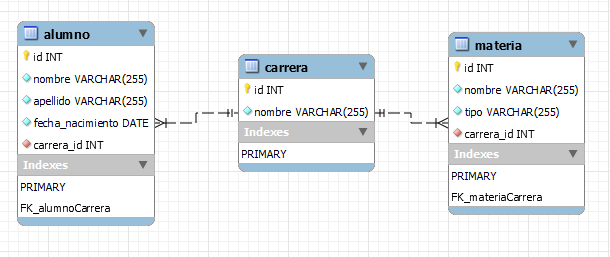 alumno
id INT
nombre VARCHAR(255)
apellido VARCHAR(255)
fecha_nacimiento DATE
carrera_id INT
Indexes
PRIMARY
FK_alumnoCarrera
carrera
id INT
nombre VARCHAR(255)
Indexes
PRIMARY
materia
id INT
nombre VARCHAR(255)
tipo VARCHAR(255)
carrera_id INT
Indexes
PRIMARY
FK_materiaCarrera